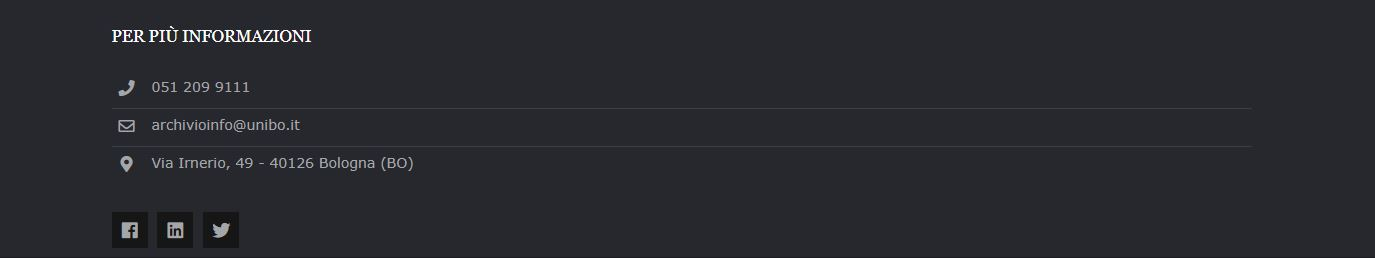 PER PIÙ INFORMAZIONI
051 209 9111
archivioinfo@unibo.it
Via Irnerio, 49 - 40126 Bologna (BO)